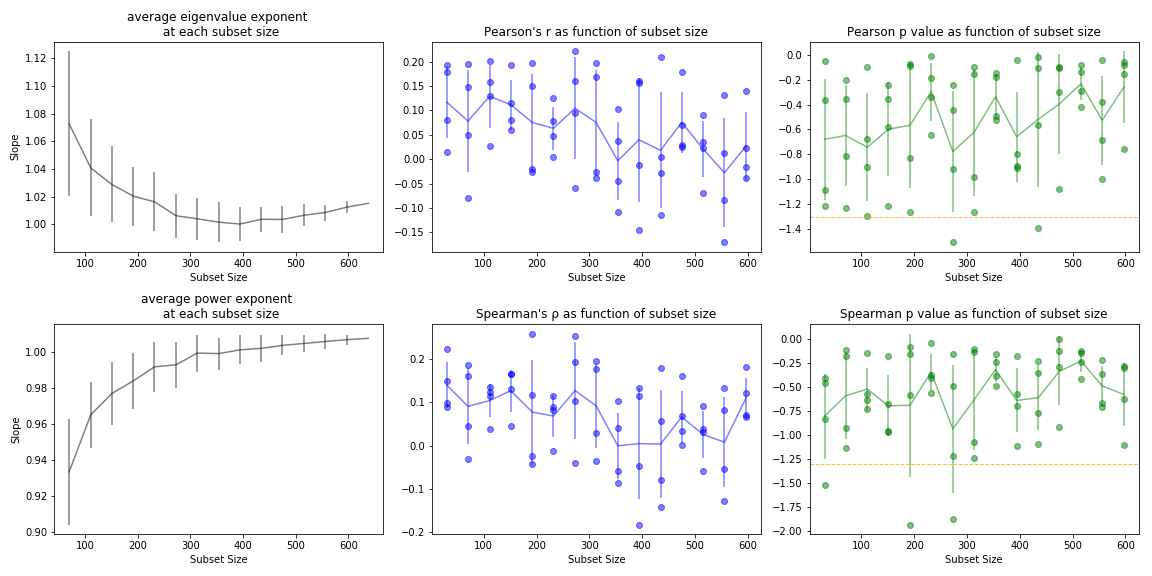 average eigenvalue exponent
at each subset size
Slope
1.12
1.10
1.08
1.06
1.04
1.02
1.00
100 200 300 400 500 600
Subset Size
Pearson's r as function of subset size
0.20
0.15
0.10
0.05
0.00
−0.05
−0.10
−0.15
100 200 300 400 500 600
Subset Size
Pearson p value as function of subset size
0.0
−0.2
−0.4
−0.6
−0.8
−1.0
−1.2
−1.4
100 200 300 400 500 600
Subset Size
average power exponent
at each subset size
Slope
1.00
0.98
0.96
0.94
0.92
0.90
100 200 300 400 500 600
Subset Size
Spearman's ρ as function of subset size
0.2
0.1
0.0
−0.1
−0.2
100 200 300 400 500 600
Subset Size
Spearman p value as function of subset size
0.00
−0.25
−0.50
−0.75
−1.00
−1.25
−1.50
−1.75
−2.00
100 200 300 400 500 600
Subset Size